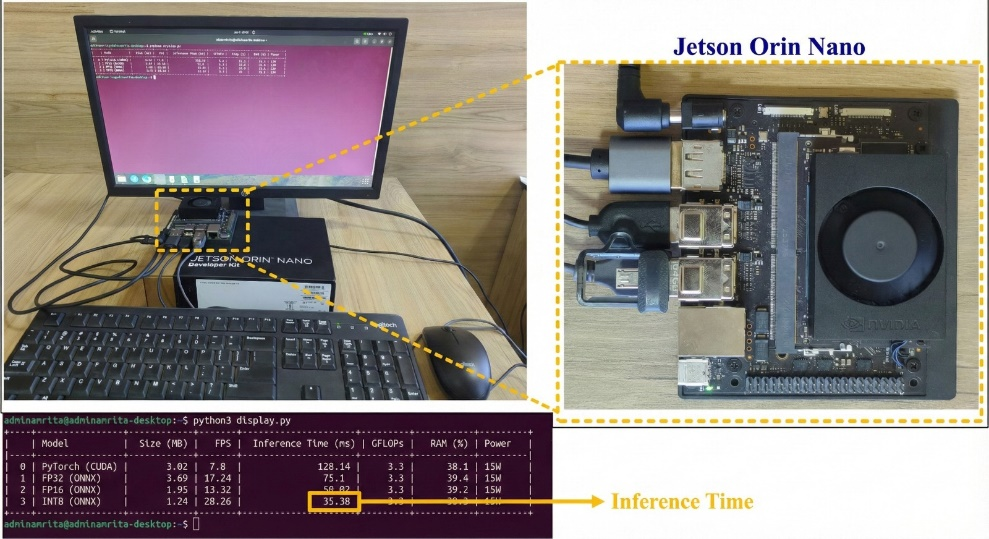 Jetson Orin Nano
JETSON ORIN™ NANO
Developer Kit
logitech
NVIDIA
adminamrita@adminamrita-desktop:~$ python3 display.py
| | Model | Size (MB) | FPS | Inference Time (ms) | GFLOPs | RAM (%) | Power
| 0 | PyTorch (CUDA) | 3.02 | 7.8 | 128.14 | 3.3 | 38.1 | 15W
| 1 | FP32 (ONNX) | 3.69 | 17.24 | 75.1 | 3.3 | 39.4 | 15W
| 2 | FP16 (ONNX) | 1.95 | 13.32 | 50.02 | 3.3 | 39.2 | 15W
| 3 | INT8 (ONNX) | 1.24 | 28.26 | 35.38 | 3.3 | 15W
adminamrita@adminamrita-desktop:~$
Inference Time